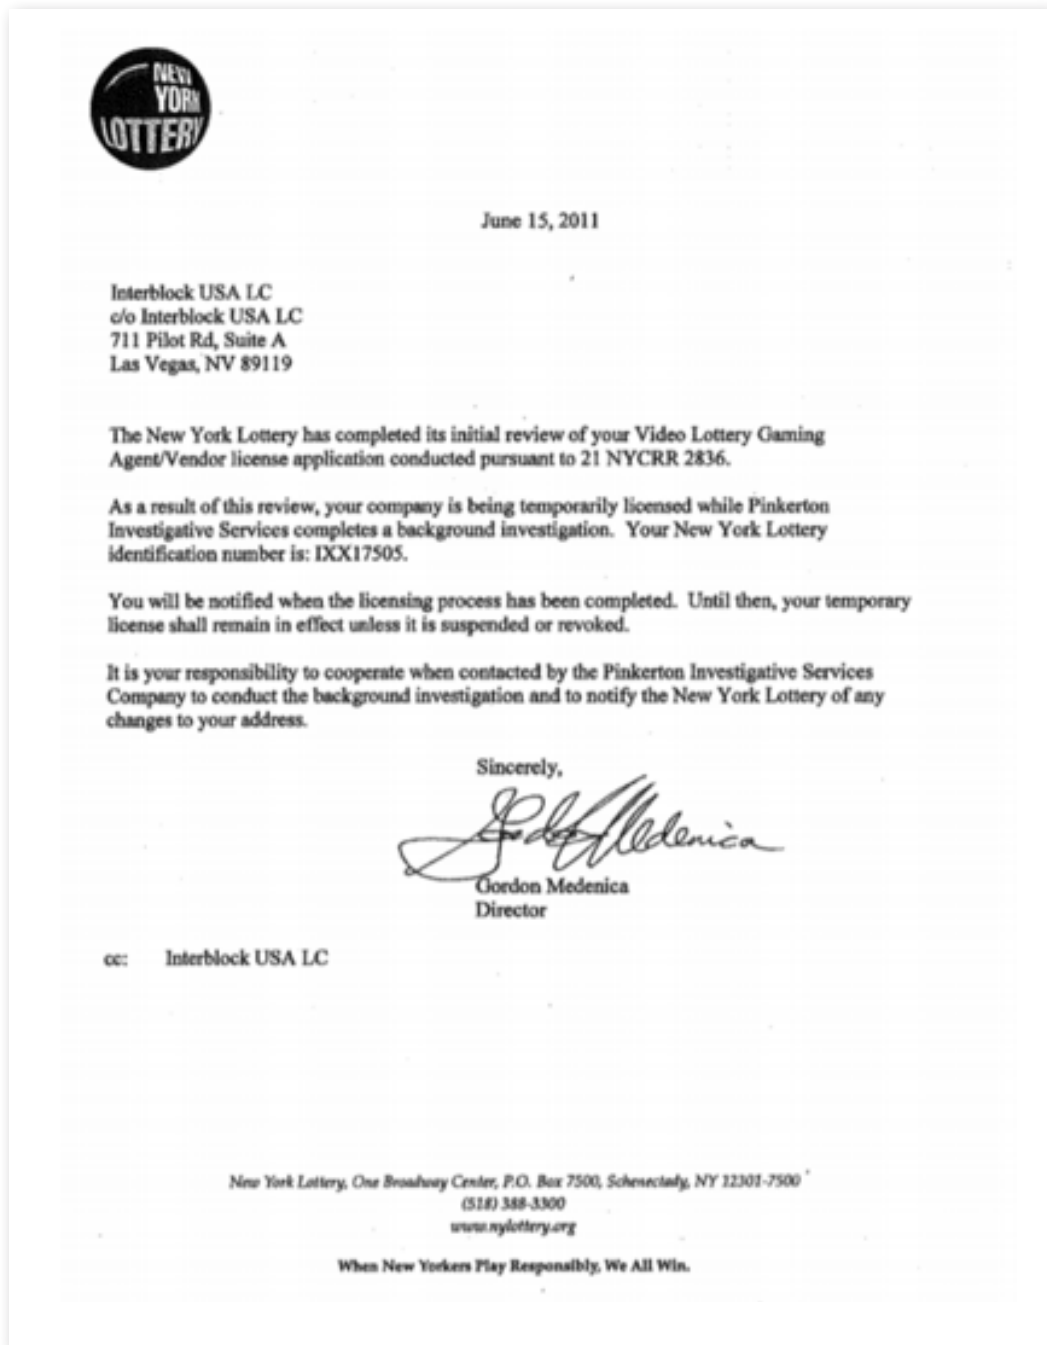 NEW
YORK
LOTTERY
June 15, 2011
Interblock USA LC
c/o Interblock USA LC
711 Pilot Rd, Suite A
Las Vegas, NV 89119
The New York Lottery has completed its initial review of your Video Lottery Gaming
Agent/Vendor license application conducted pursuant to 21 NYCRR 2836.
As a result of this review, your company is being temporarily licensed while Pinkerton
Investigative Services completes a background investigation.  Your New York Lottery
identification number is: IXX17505.
You will be notified when the licensing process has been completed.  Until then, your temporary
license shall remain in effect unless it is suspended or revoked.
It is your responsibility to cooperate when contacted by the Pinkerton Investigative Services
Company to conduct the background investigation and to notify the New York Lottery of any
changes to your address.
Sincerely,
Gordon Medenica
Gordon Medenica
Director
cc: Interblock USA LC
New York Lottery, One Broadway Center, P.O. Box 7500, Schenectady, NY 12301-7500
(518) 388-3300
www.nylottery.org
When New Yorkers Play Responsibly, We All Win.